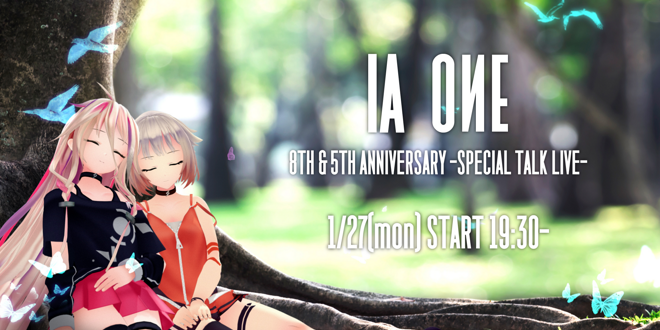 IA ONE
8TH & 5TH ANNIVERSARY -SPECIAL TALK LIVE-
1/27(mon) START 19:30-